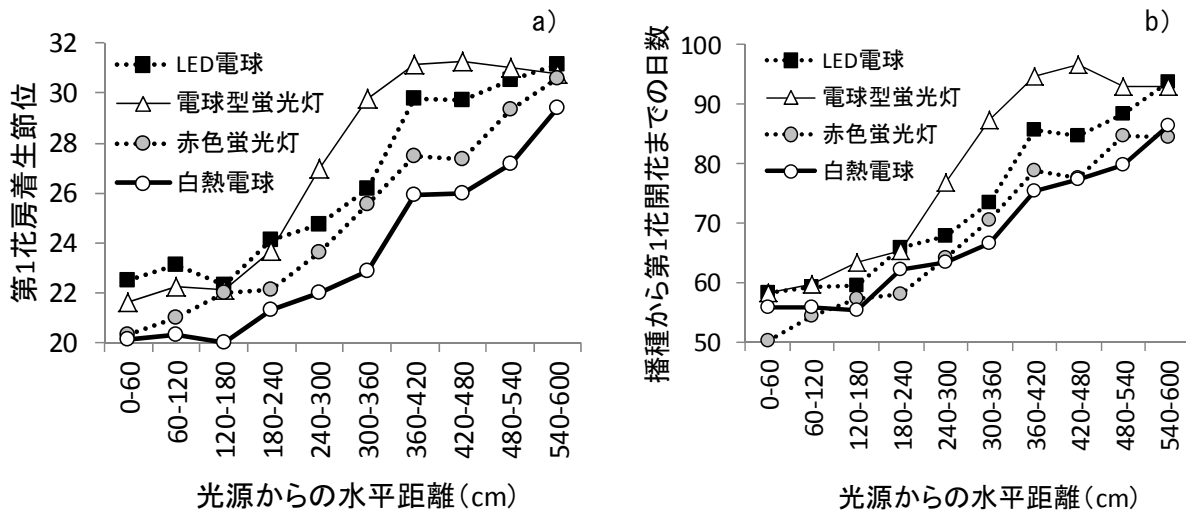 a)
第1花房着生節位
32
30
28
26
24
22
20
LED電球
電球型蛍光灯
赤色蛍光灯
白熱電球
0-60
60-120
120-180
180-240
240-300
300-360
360-420
420-480
480-540
540-600
光源からの水平距離(cm)
b)
播種から第1花開花までの日数
100
90
80
70
60
50
LED電球
電球型蛍光灯
赤色蛍光灯
白熱電球
0-60
60-120
120-180
180-240
240-300
300-360
360-420
420-480
480-540
540-600
光源からの水平距離(cm)